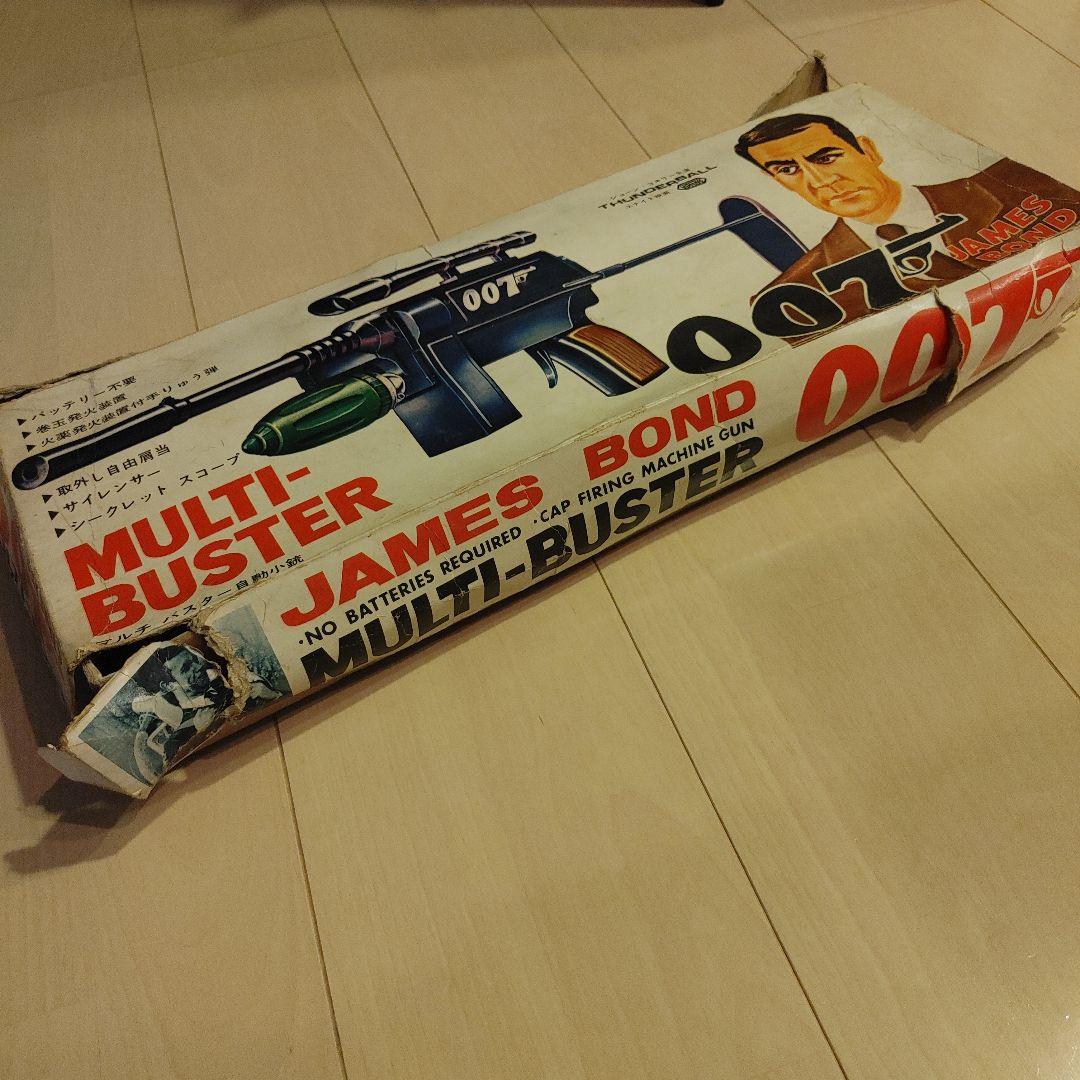 THUNDERBALL
007
007
JAMES
BOND
▶ バッテリー不要
▶ 巻玉発火装置
▶ 火薬発火装置付手りゅう弾
▶ 取外し自由肩当
▶ サイレンサー
▶ シークレット スコープ
MULTI-
BUSTER
マルチ バスター自動小銃
JAMES BOND 007
·NO BATTERIES REQUIRED ·CAP FIRING MACHINE GUN
MULTI-BUSTER